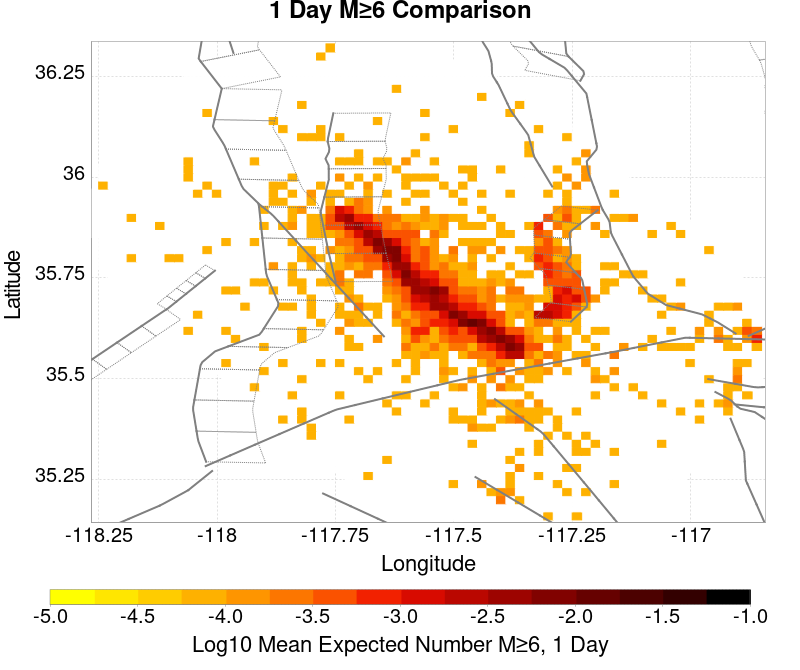 1 Day M≥6 Comparison
36.25
36
35.75
35.5
35.25
Latitude
-118.25 -118 -117.75 -117.5 -117.25 -117
Longitude
-5.0 -4.5 -4.0 -3.5 -3.0 -2.5 -2.0 -1.5 -1.0
Log10 Mean Expected Number M≥6, 1 Day